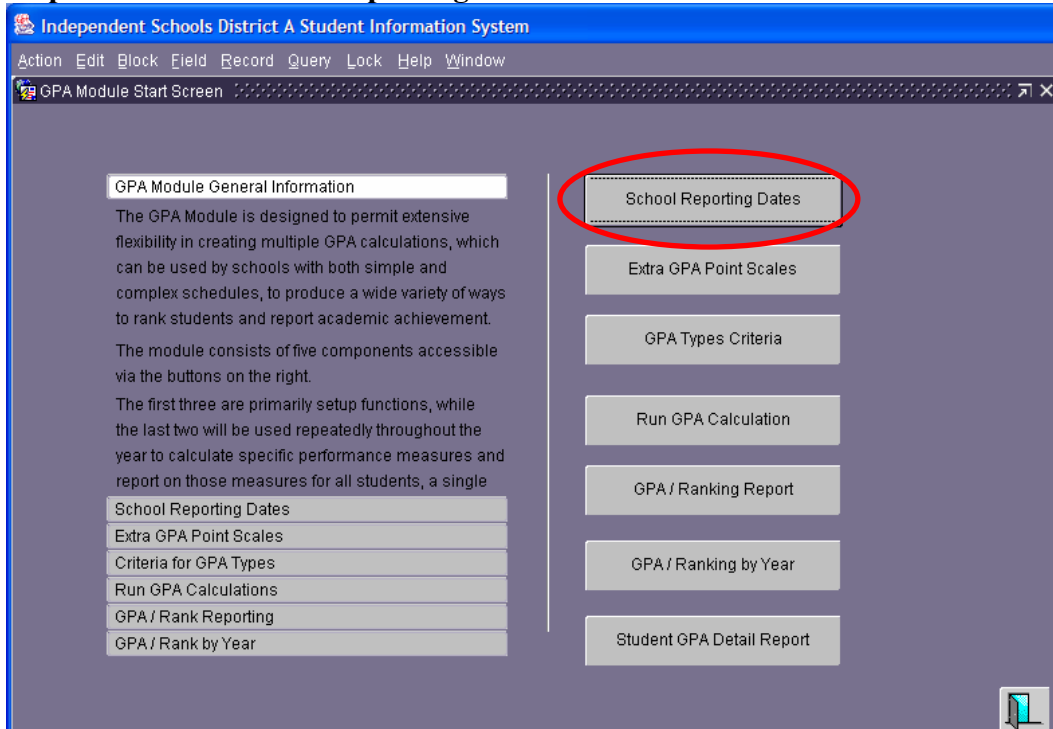 Independent Schools District A Student Information System
Action Edit Block Field Record Query Lock Help Window
GPA Module Start Screen
GPA Module General Information
The GPA Module is designed to permit extensive
flexibility in creating multiple GPA calculations, which
can be used by schools with both simple and
complex schedules, to produce a wide variety of ways
to rank students and report academic achievement.
The module consists of five components accessible
via the buttons on the right.
The first three are primarily setup functions, while
the last two will be used repeatedly throughout the
year to calculate specific performance measures and
report on those measures for all students, a single
School Reporting Dates
Extra GPA Point Scales
Criteria for GPA Types
Run GPA Calculations
GPA / Rank Reporting
GPA / Rank by Year
School Reporting Dates
Extra GPA Point Scales
GPA Types Criteria
Run GPA Calculation
GPA / Ranking Report
GPA / Ranking by Year
Student GPA Detail Report